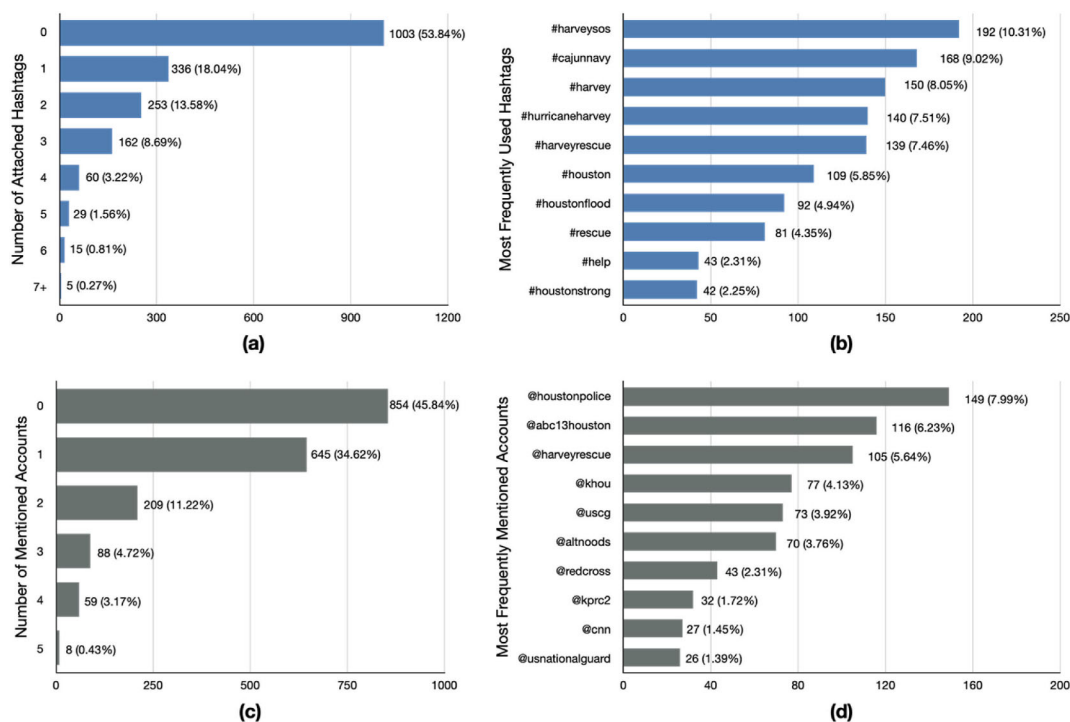 Number of Attached Hashtags
0
1003 (53.84%)
1
336 (18.04%)
2
253 (13.58%)
3
162 (8.69%)
4
60 (3.22%)
5
29 (1.56%)
6
15 (0.81%)
7+
5 (0.27%)
0 300 600 900 1200
(a)
Most Frequently Used Hashtags
#harveysos
192 (10.31%)
#cajunnavy
168 (9.02%)
#harvey
150 (8.05%)
#hurricaneharvey
140 (7.51%)
#harveyrescue
139 (7.46%)
#houston
109 (5.85%)
#houstonflood
92 (4.94%)
#rescue
81 (4.35%)
#help
43 (2.31%)
#houstonstrong
42 (2.25%)
0 50 100 150 200 250
(b)
Number of Mentioned Accounts
0
854 (45.84%)
1
645 (34.62%)
2
209 (11.22%)
3
88 (4.72%)
4
59 (3.17%)
5
8 (0.43%)
0 250 500 750 1000
(c)
Most Frequently Mentioned Accounts
@houstonpolice
149 (7.99%)
@abc13houston
116 (6.23%)
@harveyrescue
105 (5.64%)
@khou
77 (4.13%)
@uscg
73 (3.92%)
@altnoods
70 (3.76%)
@redcross
43 (2.31%)
@kprc2
32 (1.72%)
@cnn
27 (1.45%)
@usnationalguard
26 (1.39%)
0 40 80 120 160 200
(d)